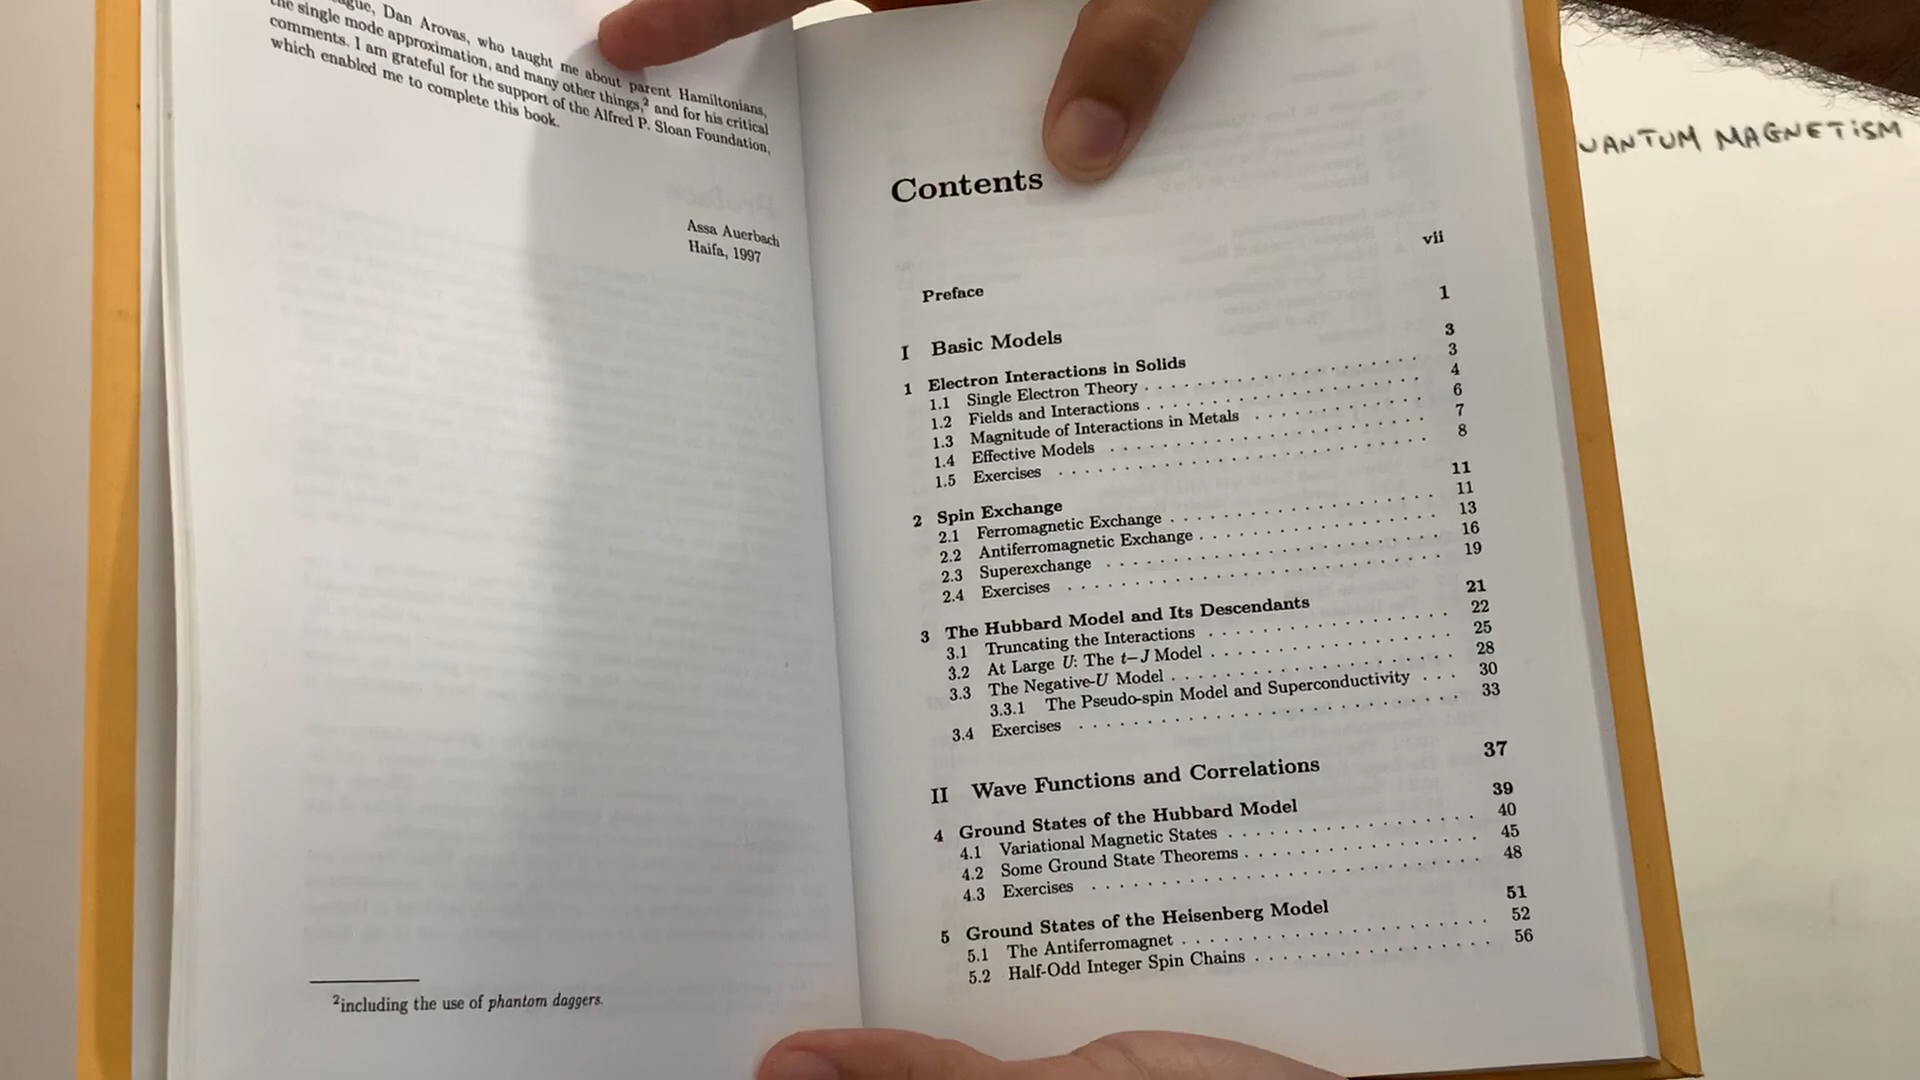 Dan Arovas, who taught me about parent Hamiltonians,
the single mode approximation, and many other things,² and for his critical
comments. I am grateful for the support of the Alfred P. Sloan Foundation,
which enabled me to complete this book.
Assa Auerbach
Haifa, 1997
²including the use of phantom daggers.
Contents
Preface vii
I Basic Models 1
1 Electron Interactions in Solids 3
1.1 Single Electron Theory 3
1.2 Fields and Interactions 4
1.3 Magnitude of Interactions in Metals 6
1.4 Effective Models 7
1.5 Exercises 8
2 Spin Exchange 11
2.1 Ferromagnetic Exchange 11
2.2 Antiferromagnetic Exchange 13
2.3 Superexchange 16
2.4 Exercises 19
3 The Hubbard Model and Its Descendants 21
3.1 Truncating the Interactions 22
3.2 At Large U: The t–J Model 25
3.3 The Negative-U Model 28
3.3.1 The Pseudo-spin Model and Superconductivity 30
3.4 Exercises 33
II Wave Functions and Correlations 37
4 Ground States of the Hubbard Model 39
4.1 Variational Magnetic States 40
4.2 Some Ground State Theorems 45
4.3 Exercises 48
5 Ground States of the Heisenberg Model 51
5.1 The Antiferromagnet 52
5.2 Half-Odd Integer Spin Chains 56
UANTUM MAGNETISM